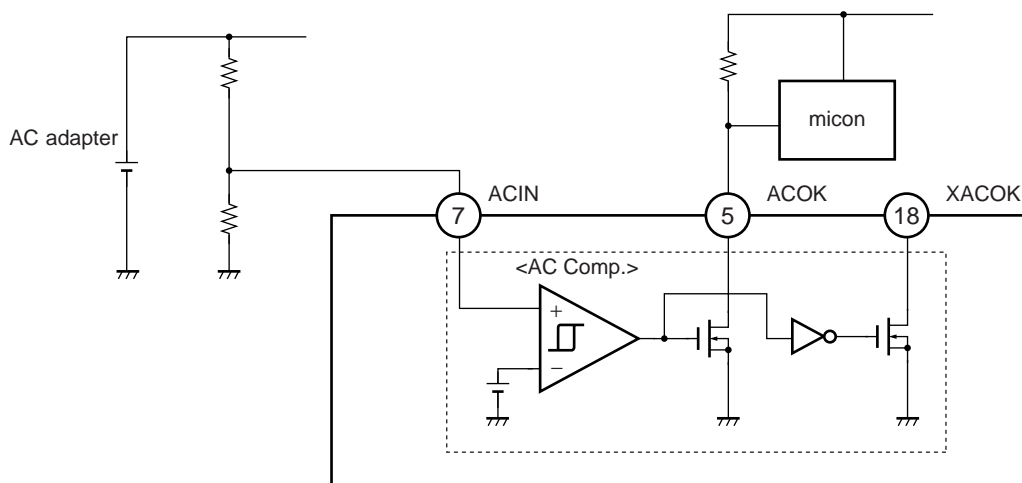 micon
AC adapter
ACIN
ACOK
XACOK
7
5
18
<AC Comp.>
+
−